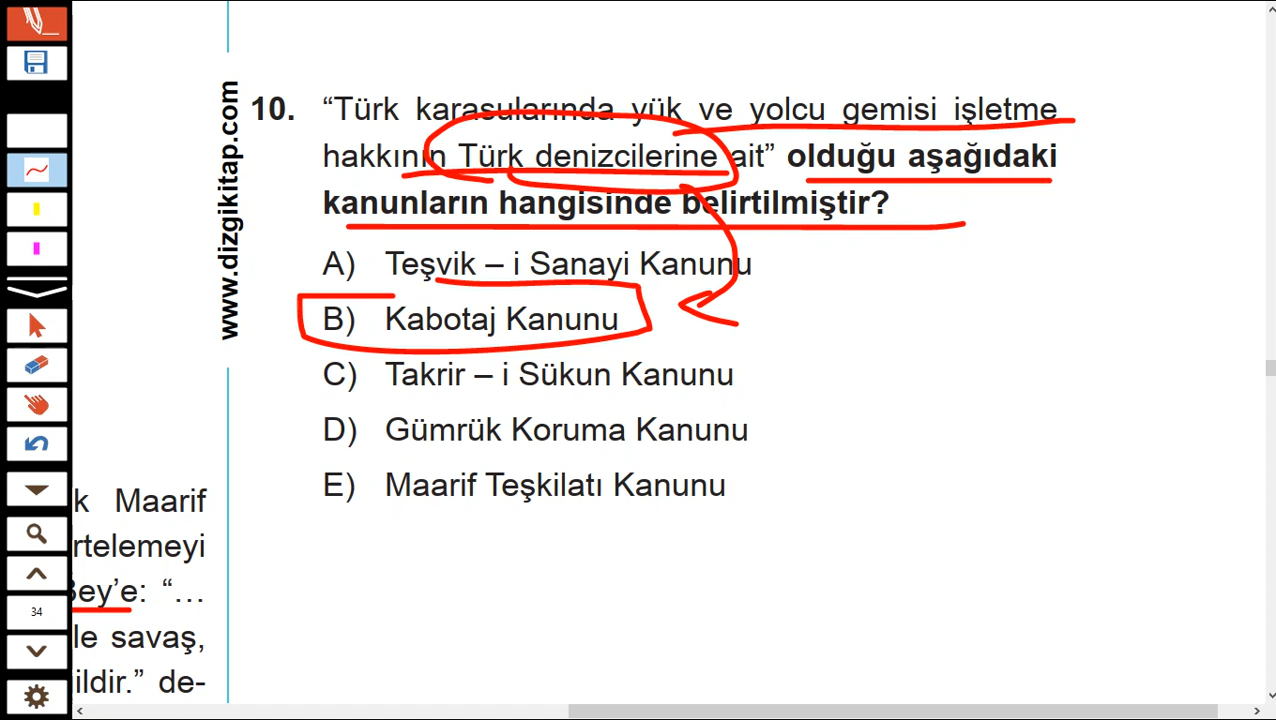 www.dizgikitap.com
10. “Türk karasularında yük ve yolcu gemisi işletme
hakkının Türk denizcilerine ait” olduğu aşağıdaki
kanunların hangisinde belirtilmiştir?
A) Teşvik – i Sanayi Kanunu
B) Kabotaj Kanunu
C) Takrir – i Sükun Kanunu
D) Gümrük Koruma Kanunu
E) Maarif Teşkilatı Kanunu
k Maarif
rtelemeyi
Bey’e: “…
le savaş,
ildir.” de-
34